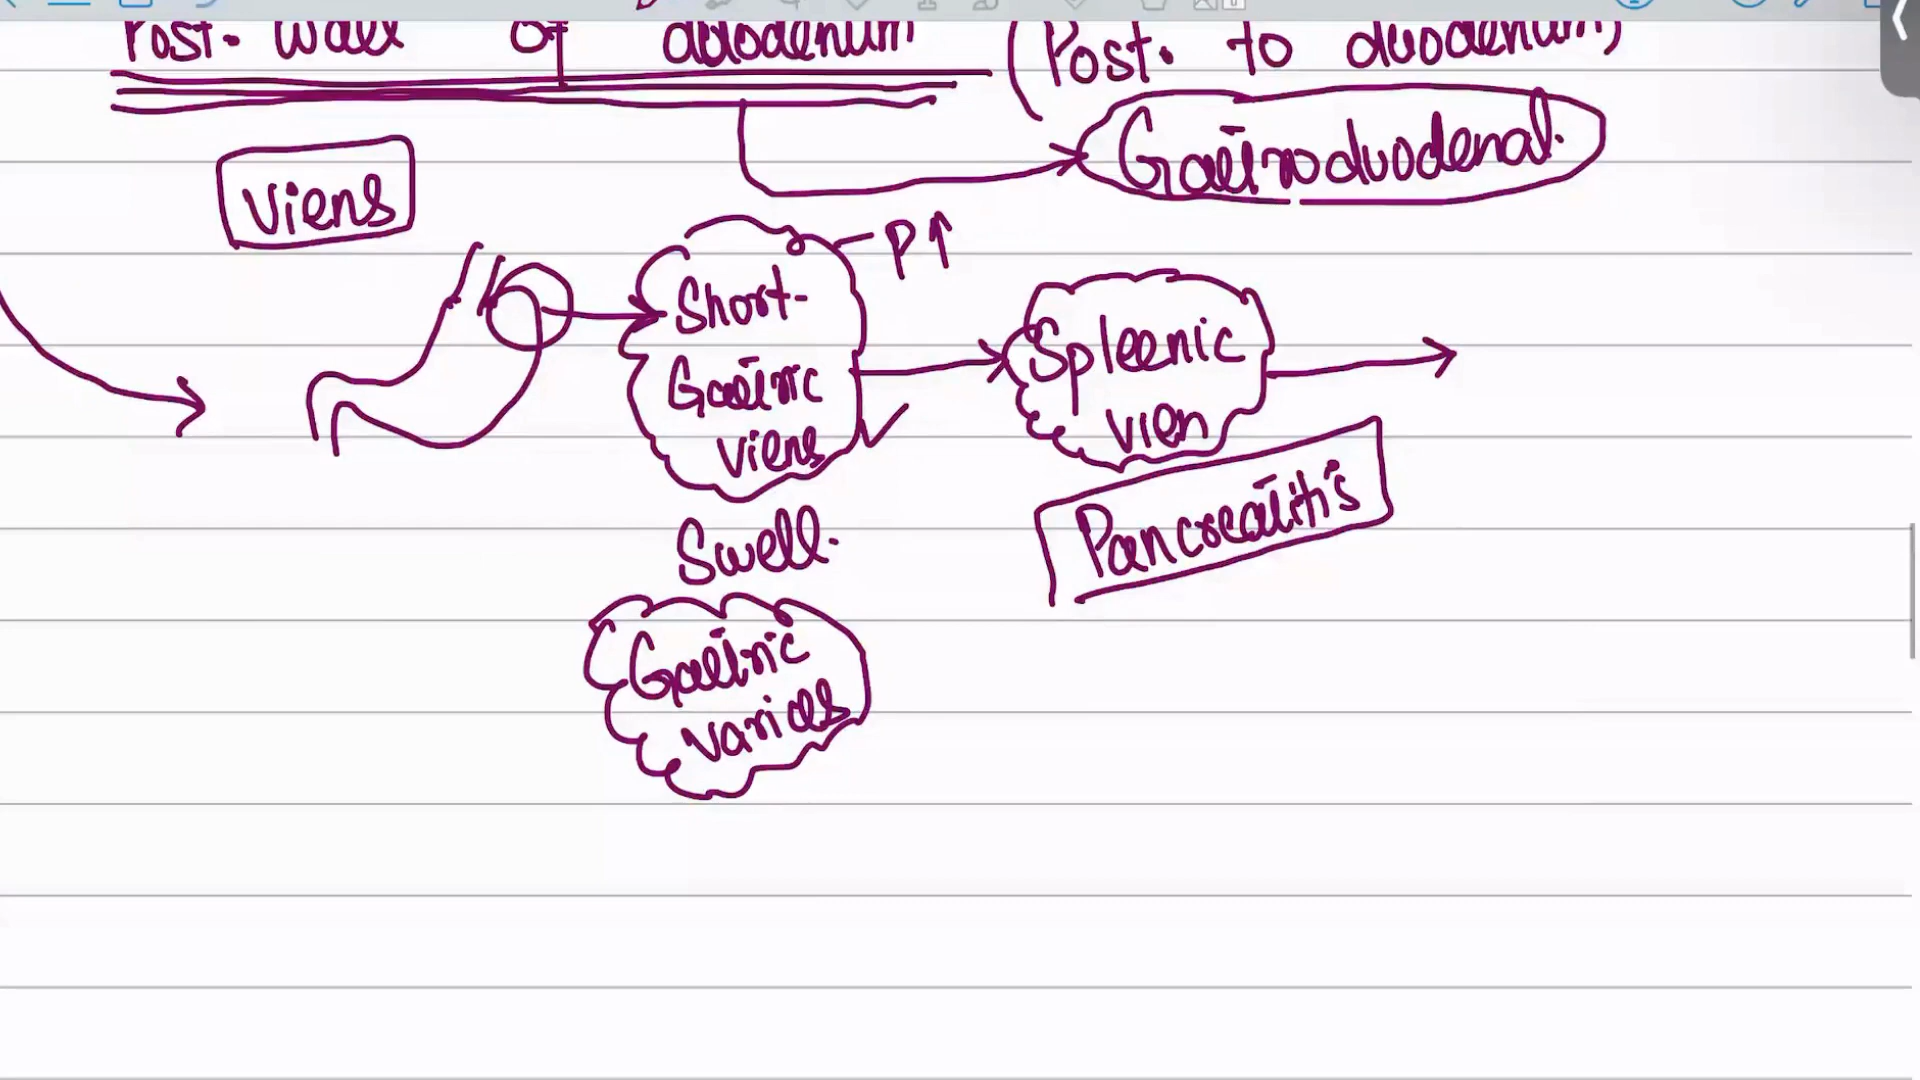 Post. wall of duodenum (Post. to duodenum)
Gastroduodenal.
Viens
P↑
Short-
Gastric
viens
Spleenic
vien
Pancreatitis
Swell.
Gastric
varices